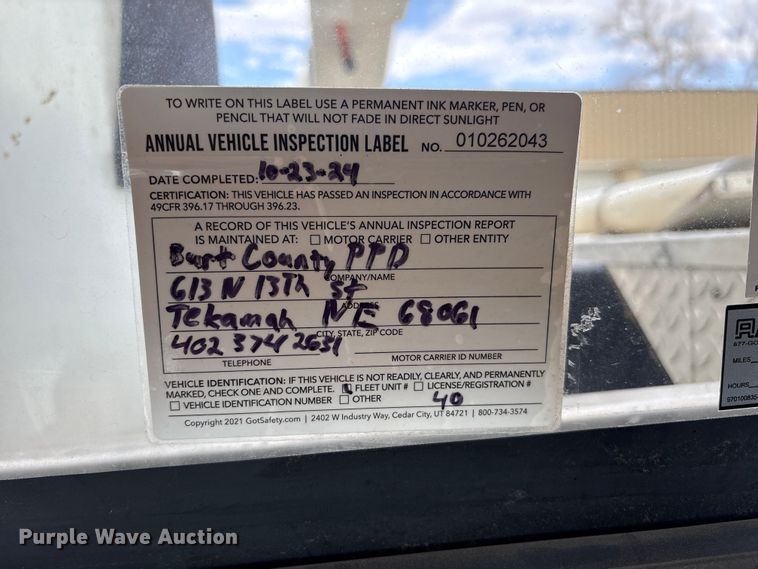 TO WRITE ON THIS LABEL USE A PERMANENT INK MARKER, PEN, OR
PENCIL THAT WILL NOT FADE IN DIRECT SUNLIGHT
ANNUAL VEHICLE INSPECTION LABEL NO. 010262043
DATE COMPLETED: 10-23-24
CERTIFICATION: THIS VEHICLE HAS PASSED AN INSPECTION IN ACCORDANCE WITH
49CFR 396.17 THROUGH 396.23.
A RECORD OF THIS VEHICLE'S ANNUAL INSPECTION REPORT
IS MAINTAINED AT: ☐ MOTOR CARRIER ☐ OTHER ENTITY
Burt County PPD
COMPANY/NAME
613 N 13Th St
ADDRESS
Tekamah NE 68061
CITY, STATE, ZIP CODE
402 374 2631
TELEPHONE MOTOR CARRIER ID NUMBER
VEHICLE IDENTIFICATION: IF THIS VEHICLE IS NOT READILY, CLEARLY, AND PERMANENTLY
MARKED, CHECK ONE AND COMPLETE. ☑ FLEET UNIT # ☐ LICENSE/REGISTRATION #
☐ VEHICLE IDENTIFICATION NUMBER ☐ OTHER 40
Copyright 2021 GotSafety.com | 2402 W Industry Way, Cedar City, UT 84721 | 800-734-3574
MILES
HOURS
970100835
Purple Wave Auction